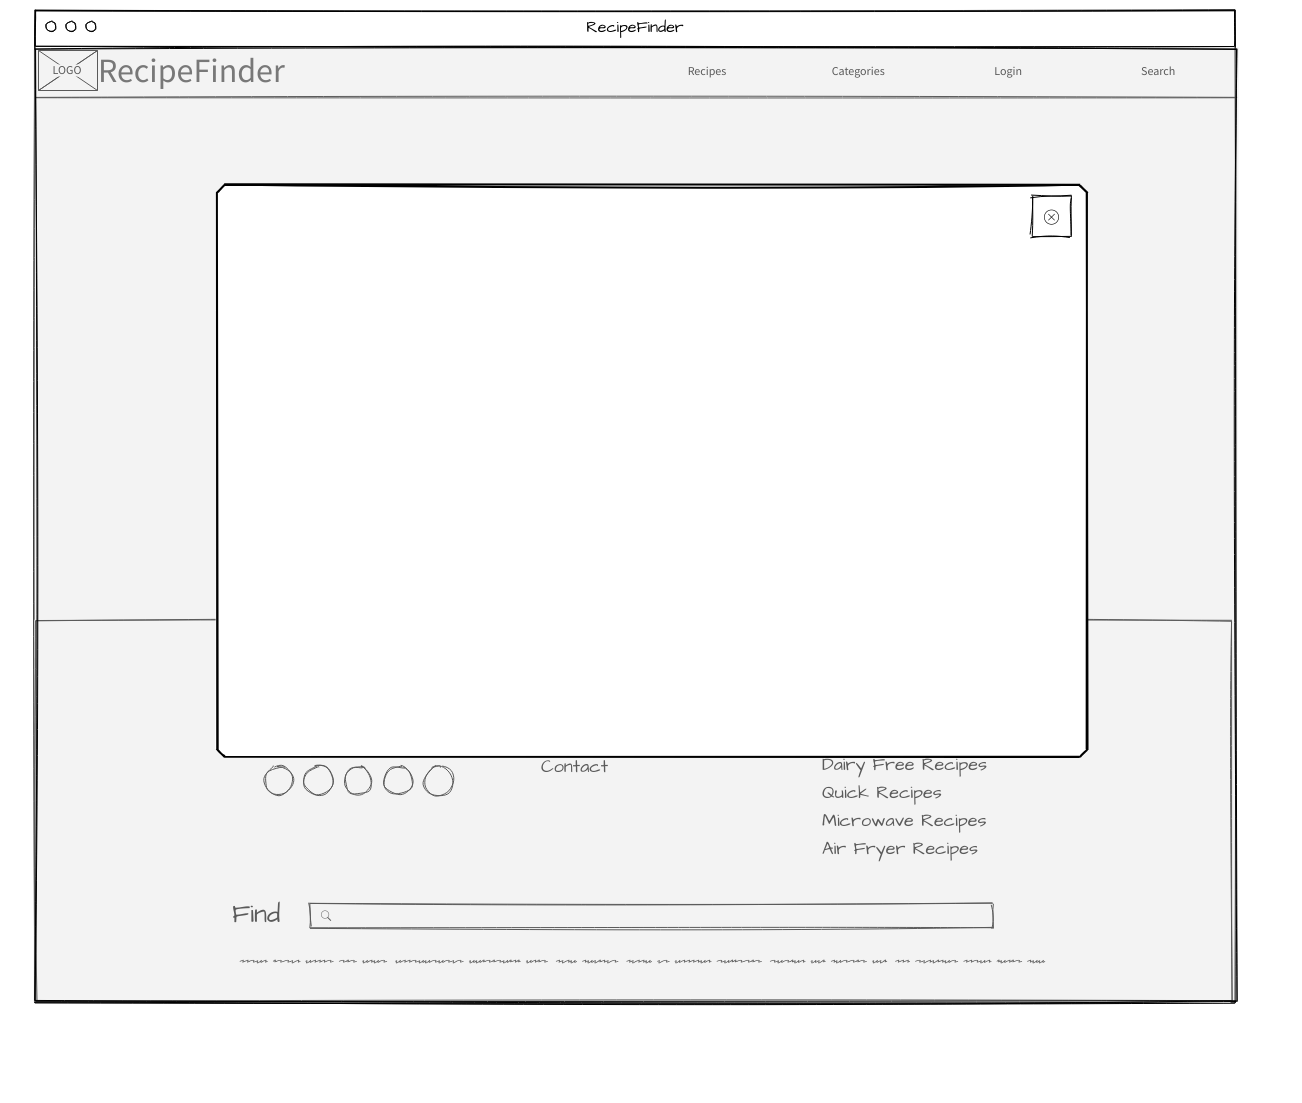 RecipeFinder
LOGO RecipeFinder Recipes Categories Login Search
Contact
Dairy Free Recipes
Quick Recipes
Microwave Recipes
Air Fryer Recipes
Find